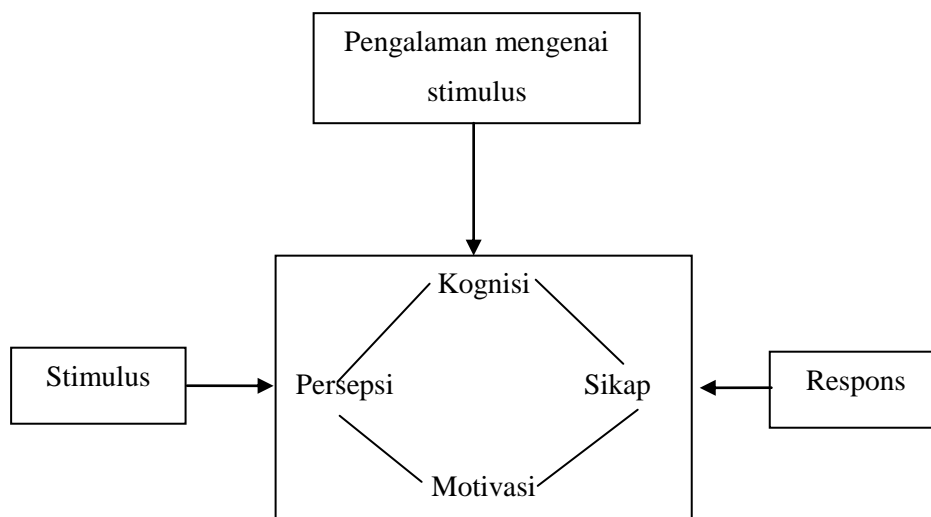 Pengalaman mengenai
stimulus
Kognisi
Stimulus
Persepsi
Sikap
Respons
Motivasi